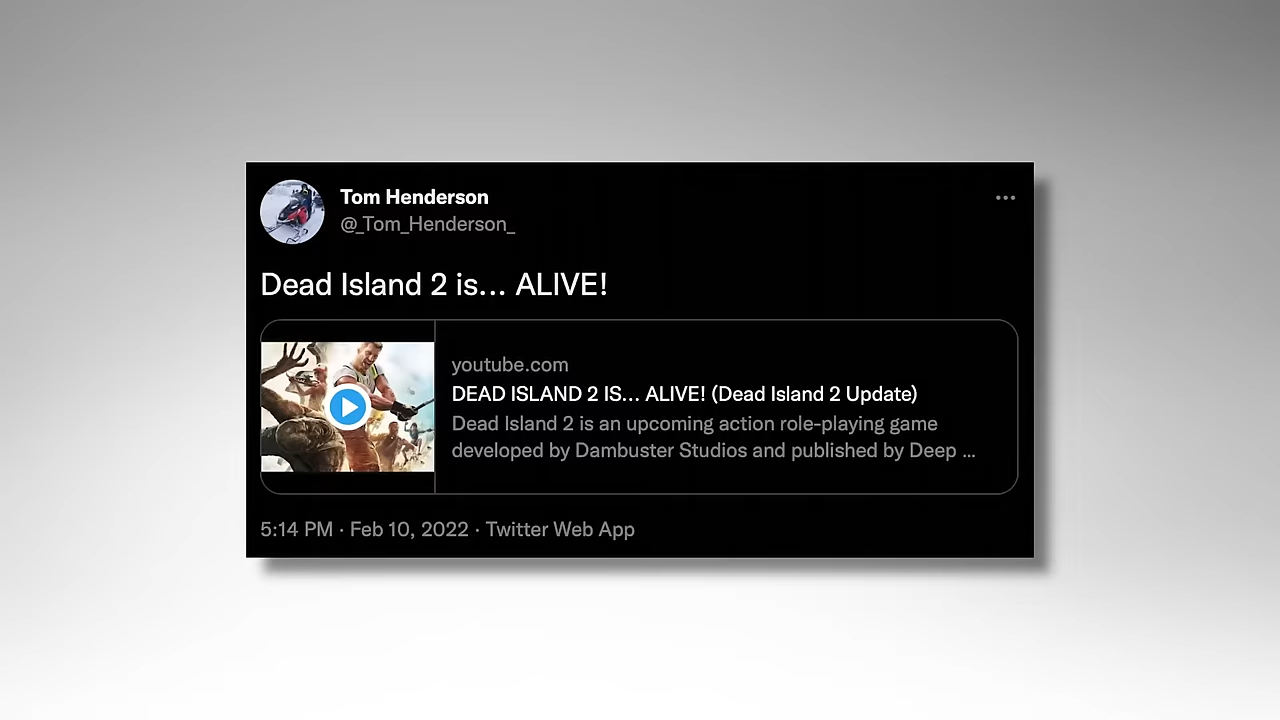 Tom Henderson
@_Tom_Henderson_
Dead Island 2 is... ALIVE!
youtube.com
DEAD ISLAND 2 IS... ALIVE! (Dead Island 2 Update)
Dead Island 2 is an upcoming action role-playing game
developed by Dambuster Studios and published by Deep ...
5:14 PM · Feb 10, 2022 · Twitter Web App